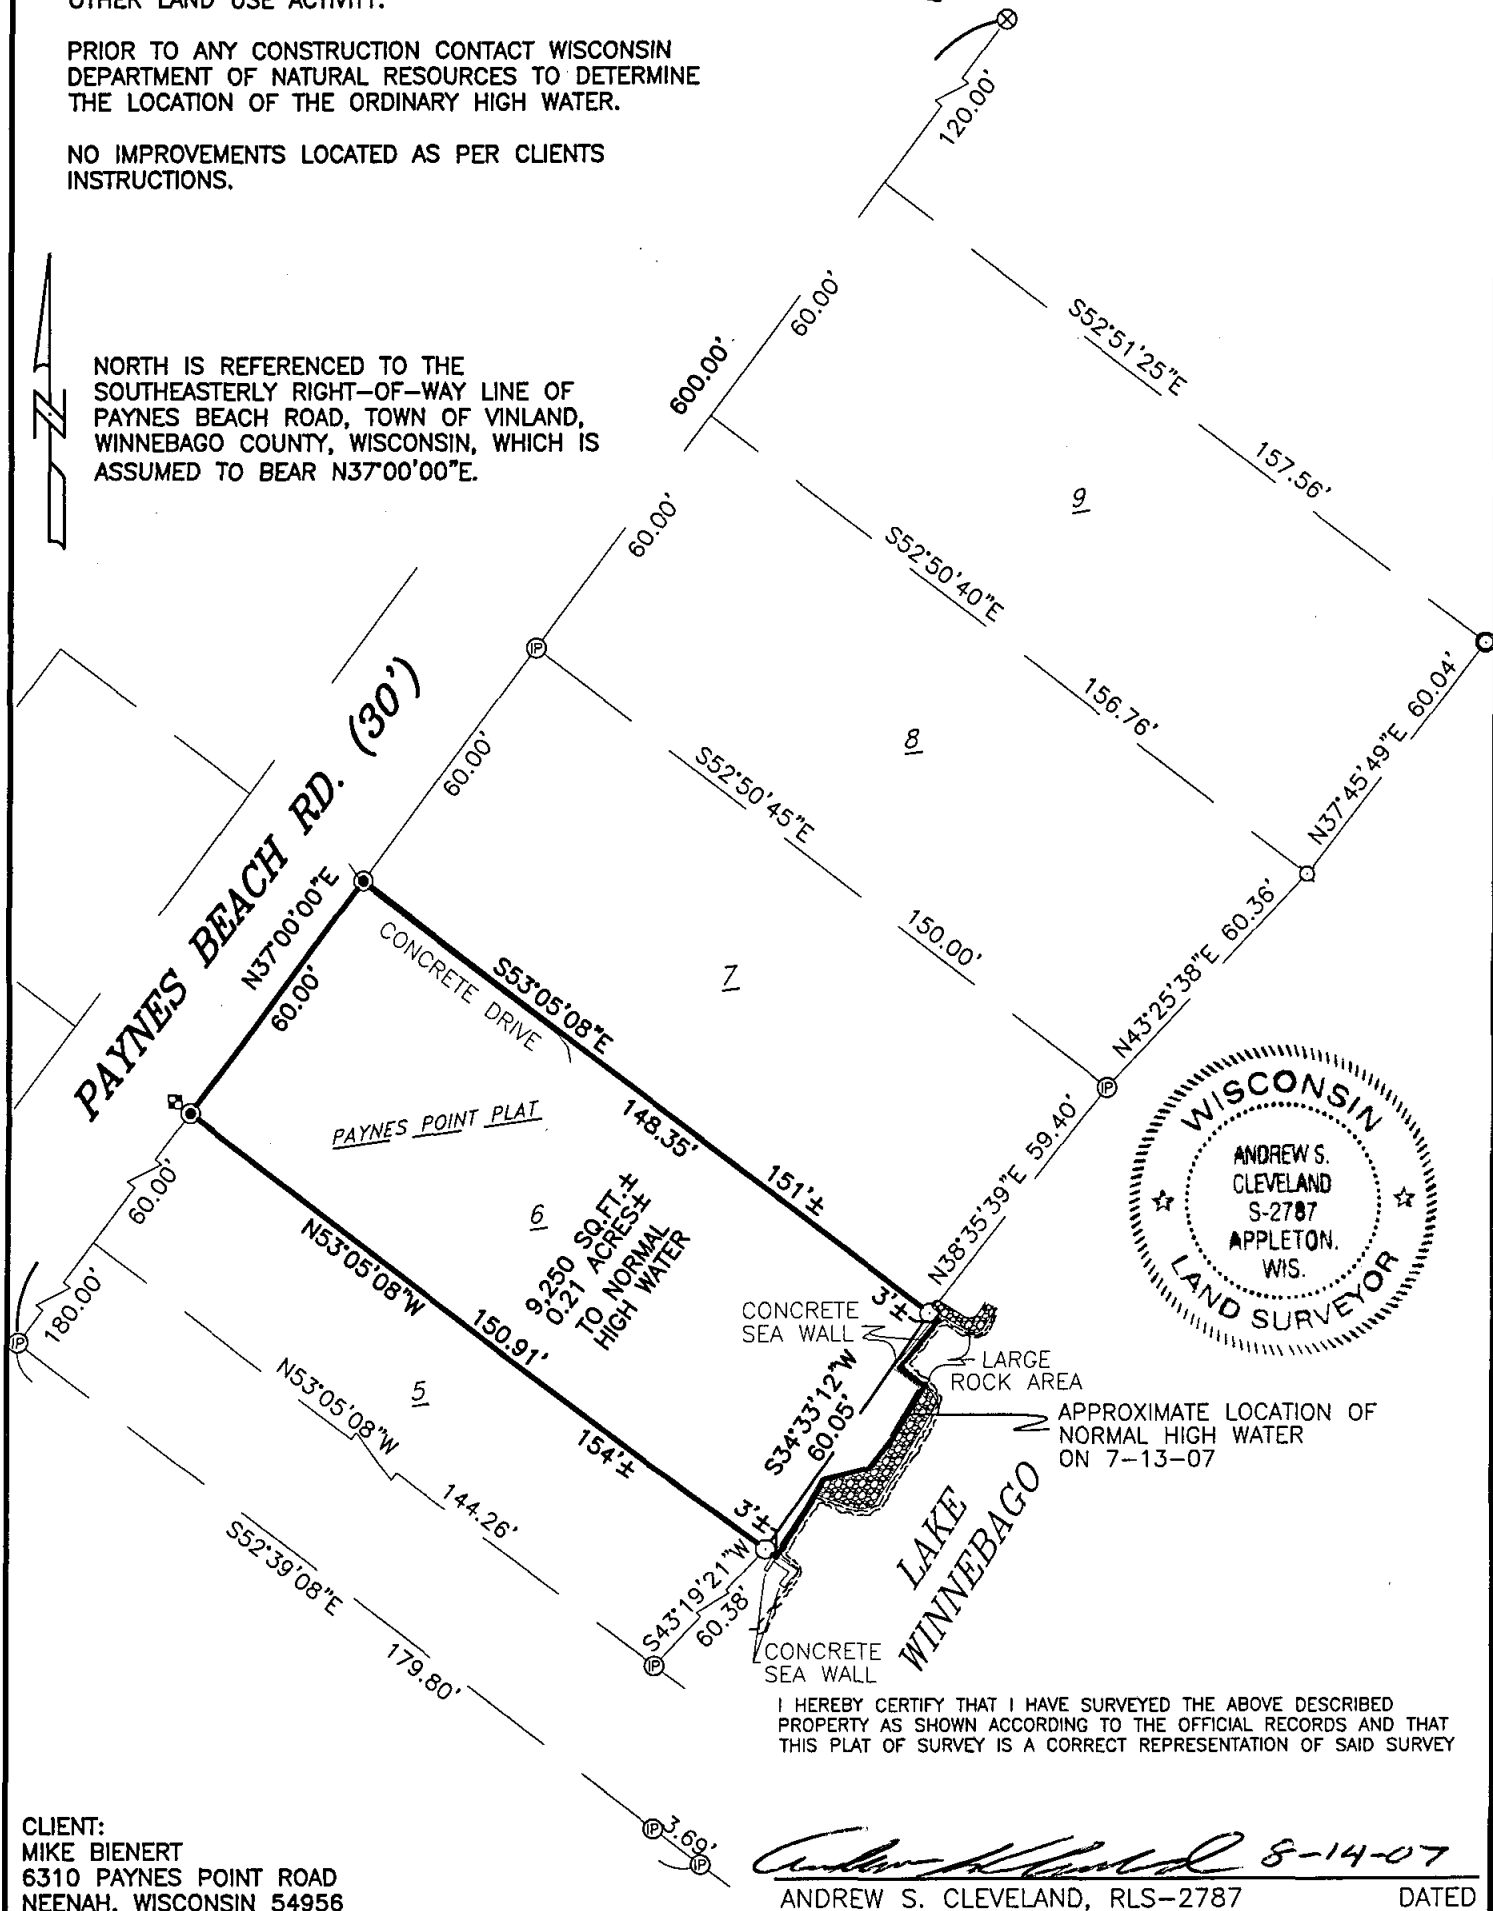 OTHER LAND USE ACTIVITY.
PRIOR TO ANY CONSTRUCTION CONTACT WISCONSIN
DEPARTMENT OF NATURAL RESOURCES TO DETERMINE
THE LOCATION OF THE ORDINARY HIGH WATER.
NO IMPROVEMENTS LOCATED AS PER CLIENTS
INSTRUCTIONS.
N
NORTH IS REFERENCED TO THE
SOUTHEASTERLY RIGHT-OF-WAY LINE OF
PAYNES BEACH ROAD, TOWN OF VINLAND,
WINNEBAGO COUNTY, WISCONSIN, WHICH IS
ASSUMED TO BEAR N37°00'00"E.
120.00'
60.00'
600.00'
60.00'
60.00'
S52°51'25"E
157.56'
9
S52°50'40"E
156.76'
8
IP
S52°50'45"E
150.00'
7
N37°45'49"E 60.04'
N43°25'38"E 60.36'
IP
N38°35'39"E 59.40'
PAYNES BEACH RD. (30')
N37°00'00"E
60.00'
CONCRETE DRIVE
S53°05'08"E
148.35'
151'±
3'±
PAYNES POINT PLAT
6
9,250 SQ.FT.±
0.21 ACRES±
TO NORMAL
HIGH WATER
60.00'
180.00'
IP
N53°05'08"W
150.91'
154'±
3'±
S34°33'12"W
60.05'
CONCRETE
SEA WALL
LARGE
ROCK AREA
APPROXIMATE LOCATION OF
NORMAL HIGH WATER
ON 7-13-07
LAKE
WINNEBAGO
5
N53°05'08"W
144.26'
S43°19'21"W
60.38'
IP
CONCRETE
SEA WALL
S52°39'08"E
179.80'
IP
3.69'
IP
WISCONSIN
ANDREW S.
CLEVELAND
S-2787
APPLETON.
WIS.
LAND SURVEYOR
I HEREBY CERTIFY THAT I HAVE SURVEYED THE ABOVE DESCRIBED
PROPERTY AS SHOWN ACCORDING TO THE OFFICIAL RECORDS AND THAT
THIS PLAT OF SURVEY IS A CORRECT REPRESENTATION OF SAID SURVEY
CLIENT:
MIKE BIENERT
6310 PAYNES POINT ROAD
NEENAH, WISCONSIN 54956
8-14-07
ANDREW S. CLEVELAND, RLS-2787 DATED